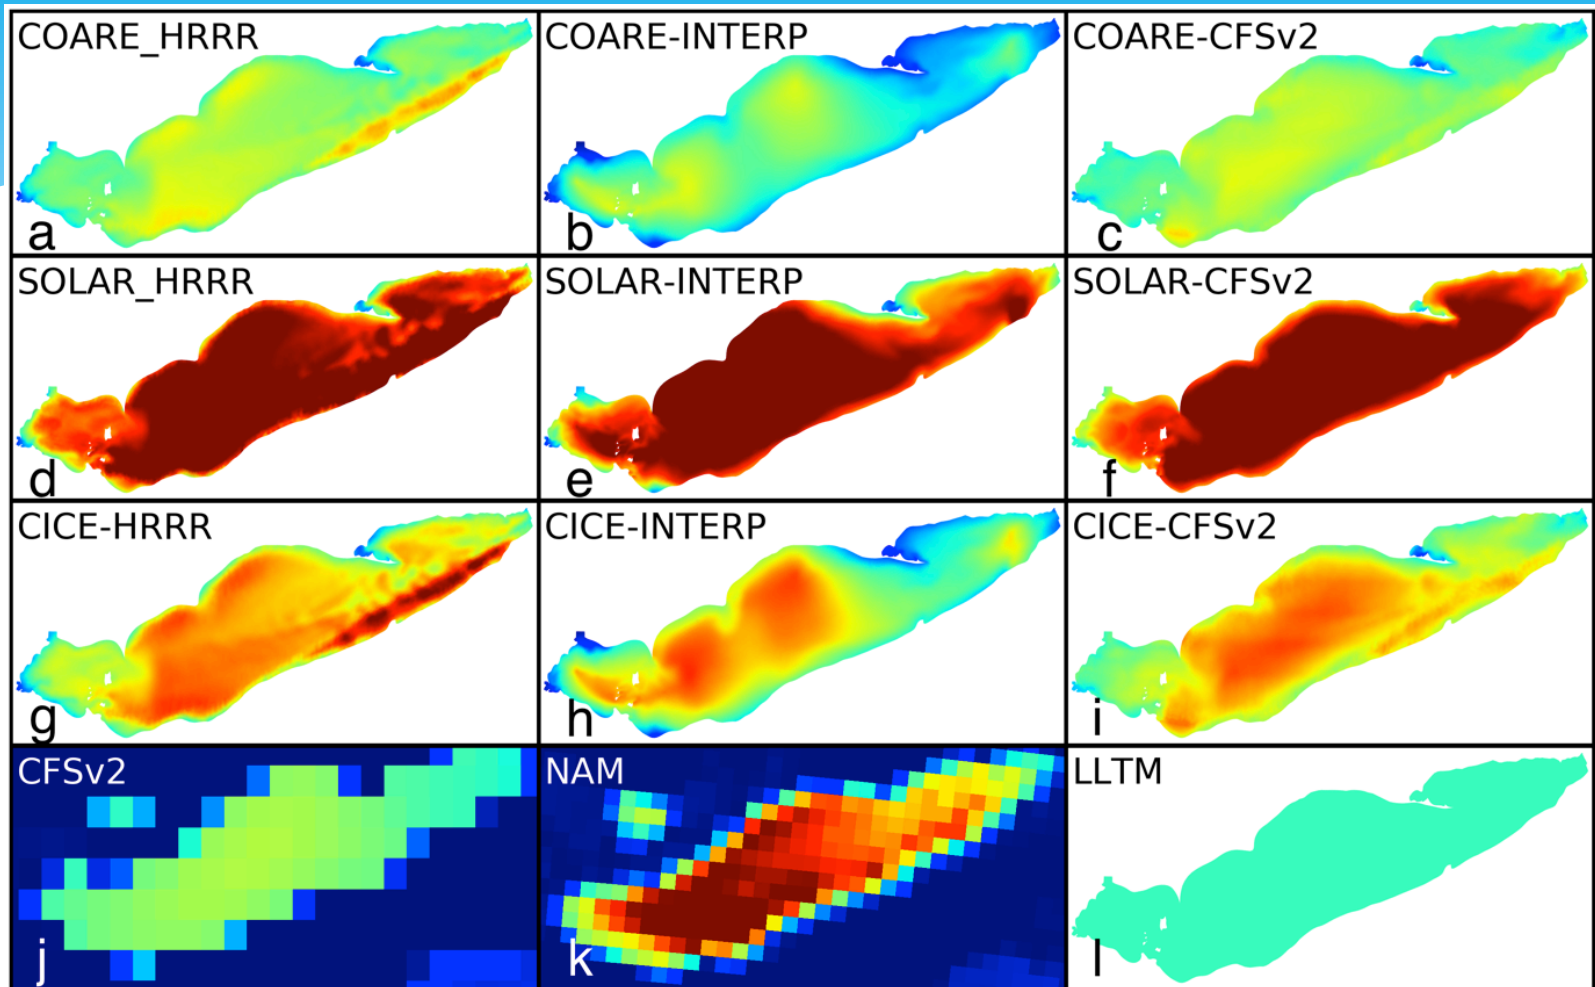 COARE_HRRR
a
COARE-INTERP
b
COARE-CFSv2
c
SOLAR_HRRR
d
SOLAR-INTERP
e
SOLAR-CFSv2
f
CICE-HRRR
g
CICE-INTERP
h
CICE-CFSv2
i
CFSv2
j
NAM
k
LLTM
l